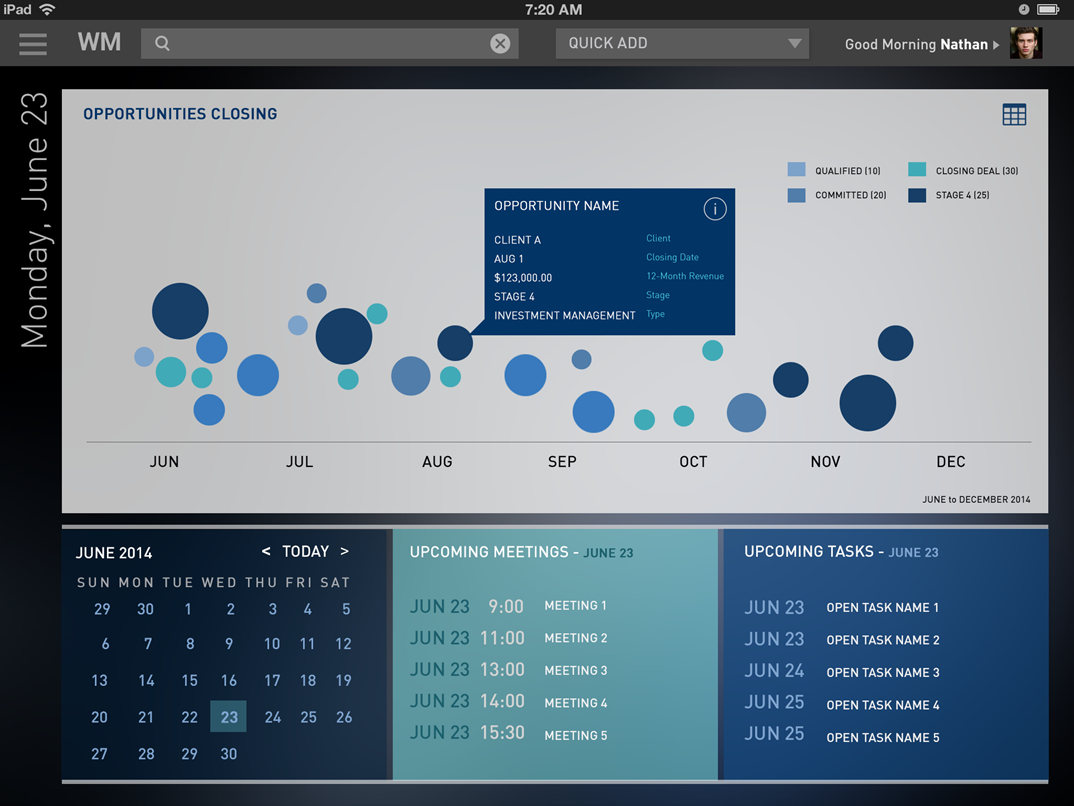 iPad 7:20 AM
WM QUICK ADD Good Morning Nathan
Monday, June 23
OPPORTUNITIES CLOSING
QUALIFIED (10) CLOSING DEAL (30)
COMMITTED (20) STAGE 4 (25)
OPPORTUNITY NAME i
CLIENT A Client
AUG 1 Closing Date
$123,000.00 12-Month Revenue
STAGE 4 Stage
INVESTMENT MANAGEMENT Type
JUN JUL AUG SEP OCT NOV DEC
JUNE to DECEMBER 2014
JUNE 2014 < TODAY >
SUN MON TUE WED THU FRI SAT
29 30 1 2 3 4 5
6 7 8 9 10 11 12
13 14 15 16 17 18 19
20 21 22 23 24 25 26
27 28 29 30
UPCOMING MEETINGS - JUNE 23
JUN 23 9:00 MEETING 1
JUN 23 11:00 MEETING 2
JUN 23 13:00 MEETING 3
JUN 23 14:00 MEETING 4
JUN 23 15:30 MEETING 5
UPCOMING TASKS - JUNE 23
JUN 23 OPEN TASK NAME 1
JUN 23 OPEN TASK NAME 2
JUN 24 OPEN TASK NAME 3
JUN 25 OPEN TASK NAME 4
JUN 25 OPEN TASK NAME 5